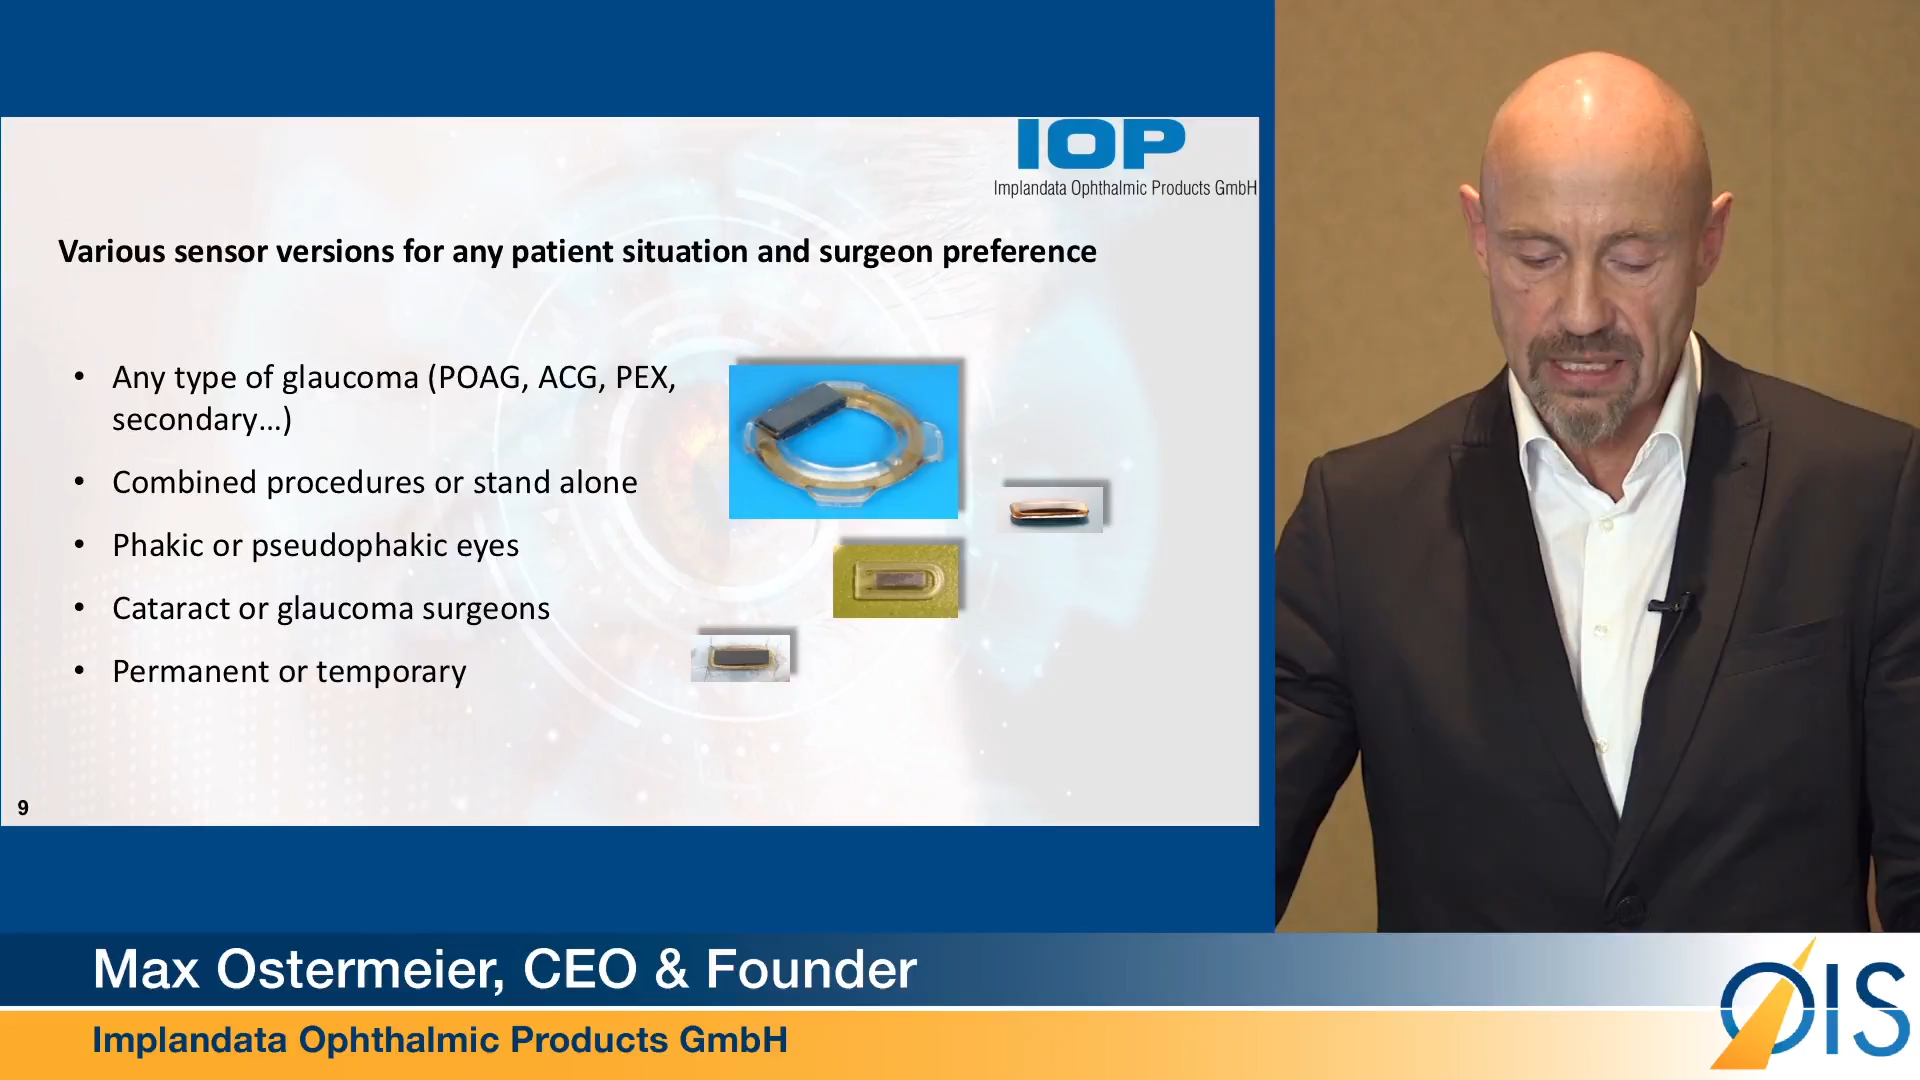 IOP
Implandata Ophthalmic Products GmbH
Various sensor versions for any patient situation and surgeon preference
• Any type of glaucoma (POAG, ACG, PEX,
secondary...)
• Combined procedures or stand alone
• Phakic or pseudophakic eyes
• Cataract or glaucoma surgeons
• Permanent or temporary
9
Max Ostermeier, CEO & Founder
Implandata Ophthalmic Products GmbH
OIS